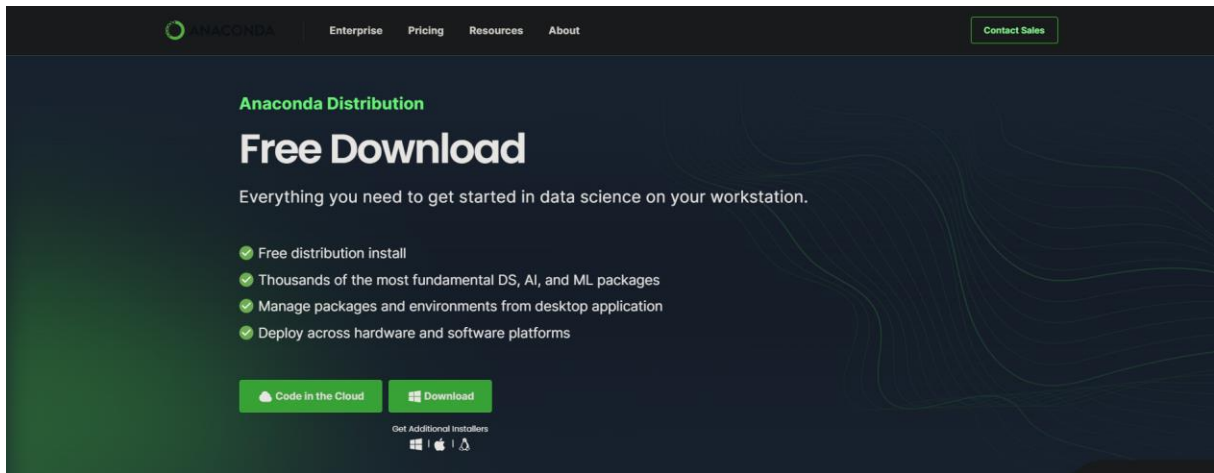 ANACONDA Enterprise Pricing Resources About Contact Sales
Anaconda Distribution
Free Download
Everything you need to get started in data science on your workstation.
Free distribution install
Thousands of the most fundamental DS, AI, and ML packages
Manage packages and environments from desktop application
Deploy across hardware and software platforms
Code in the Cloud Download
Get Additional Installers